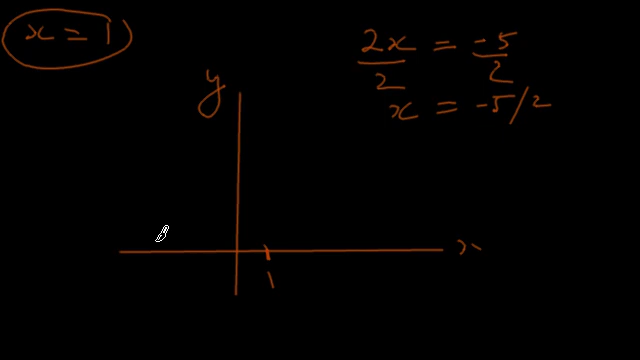 x = 1
2x/2 = -5/2
x = -5/2
y
x
1